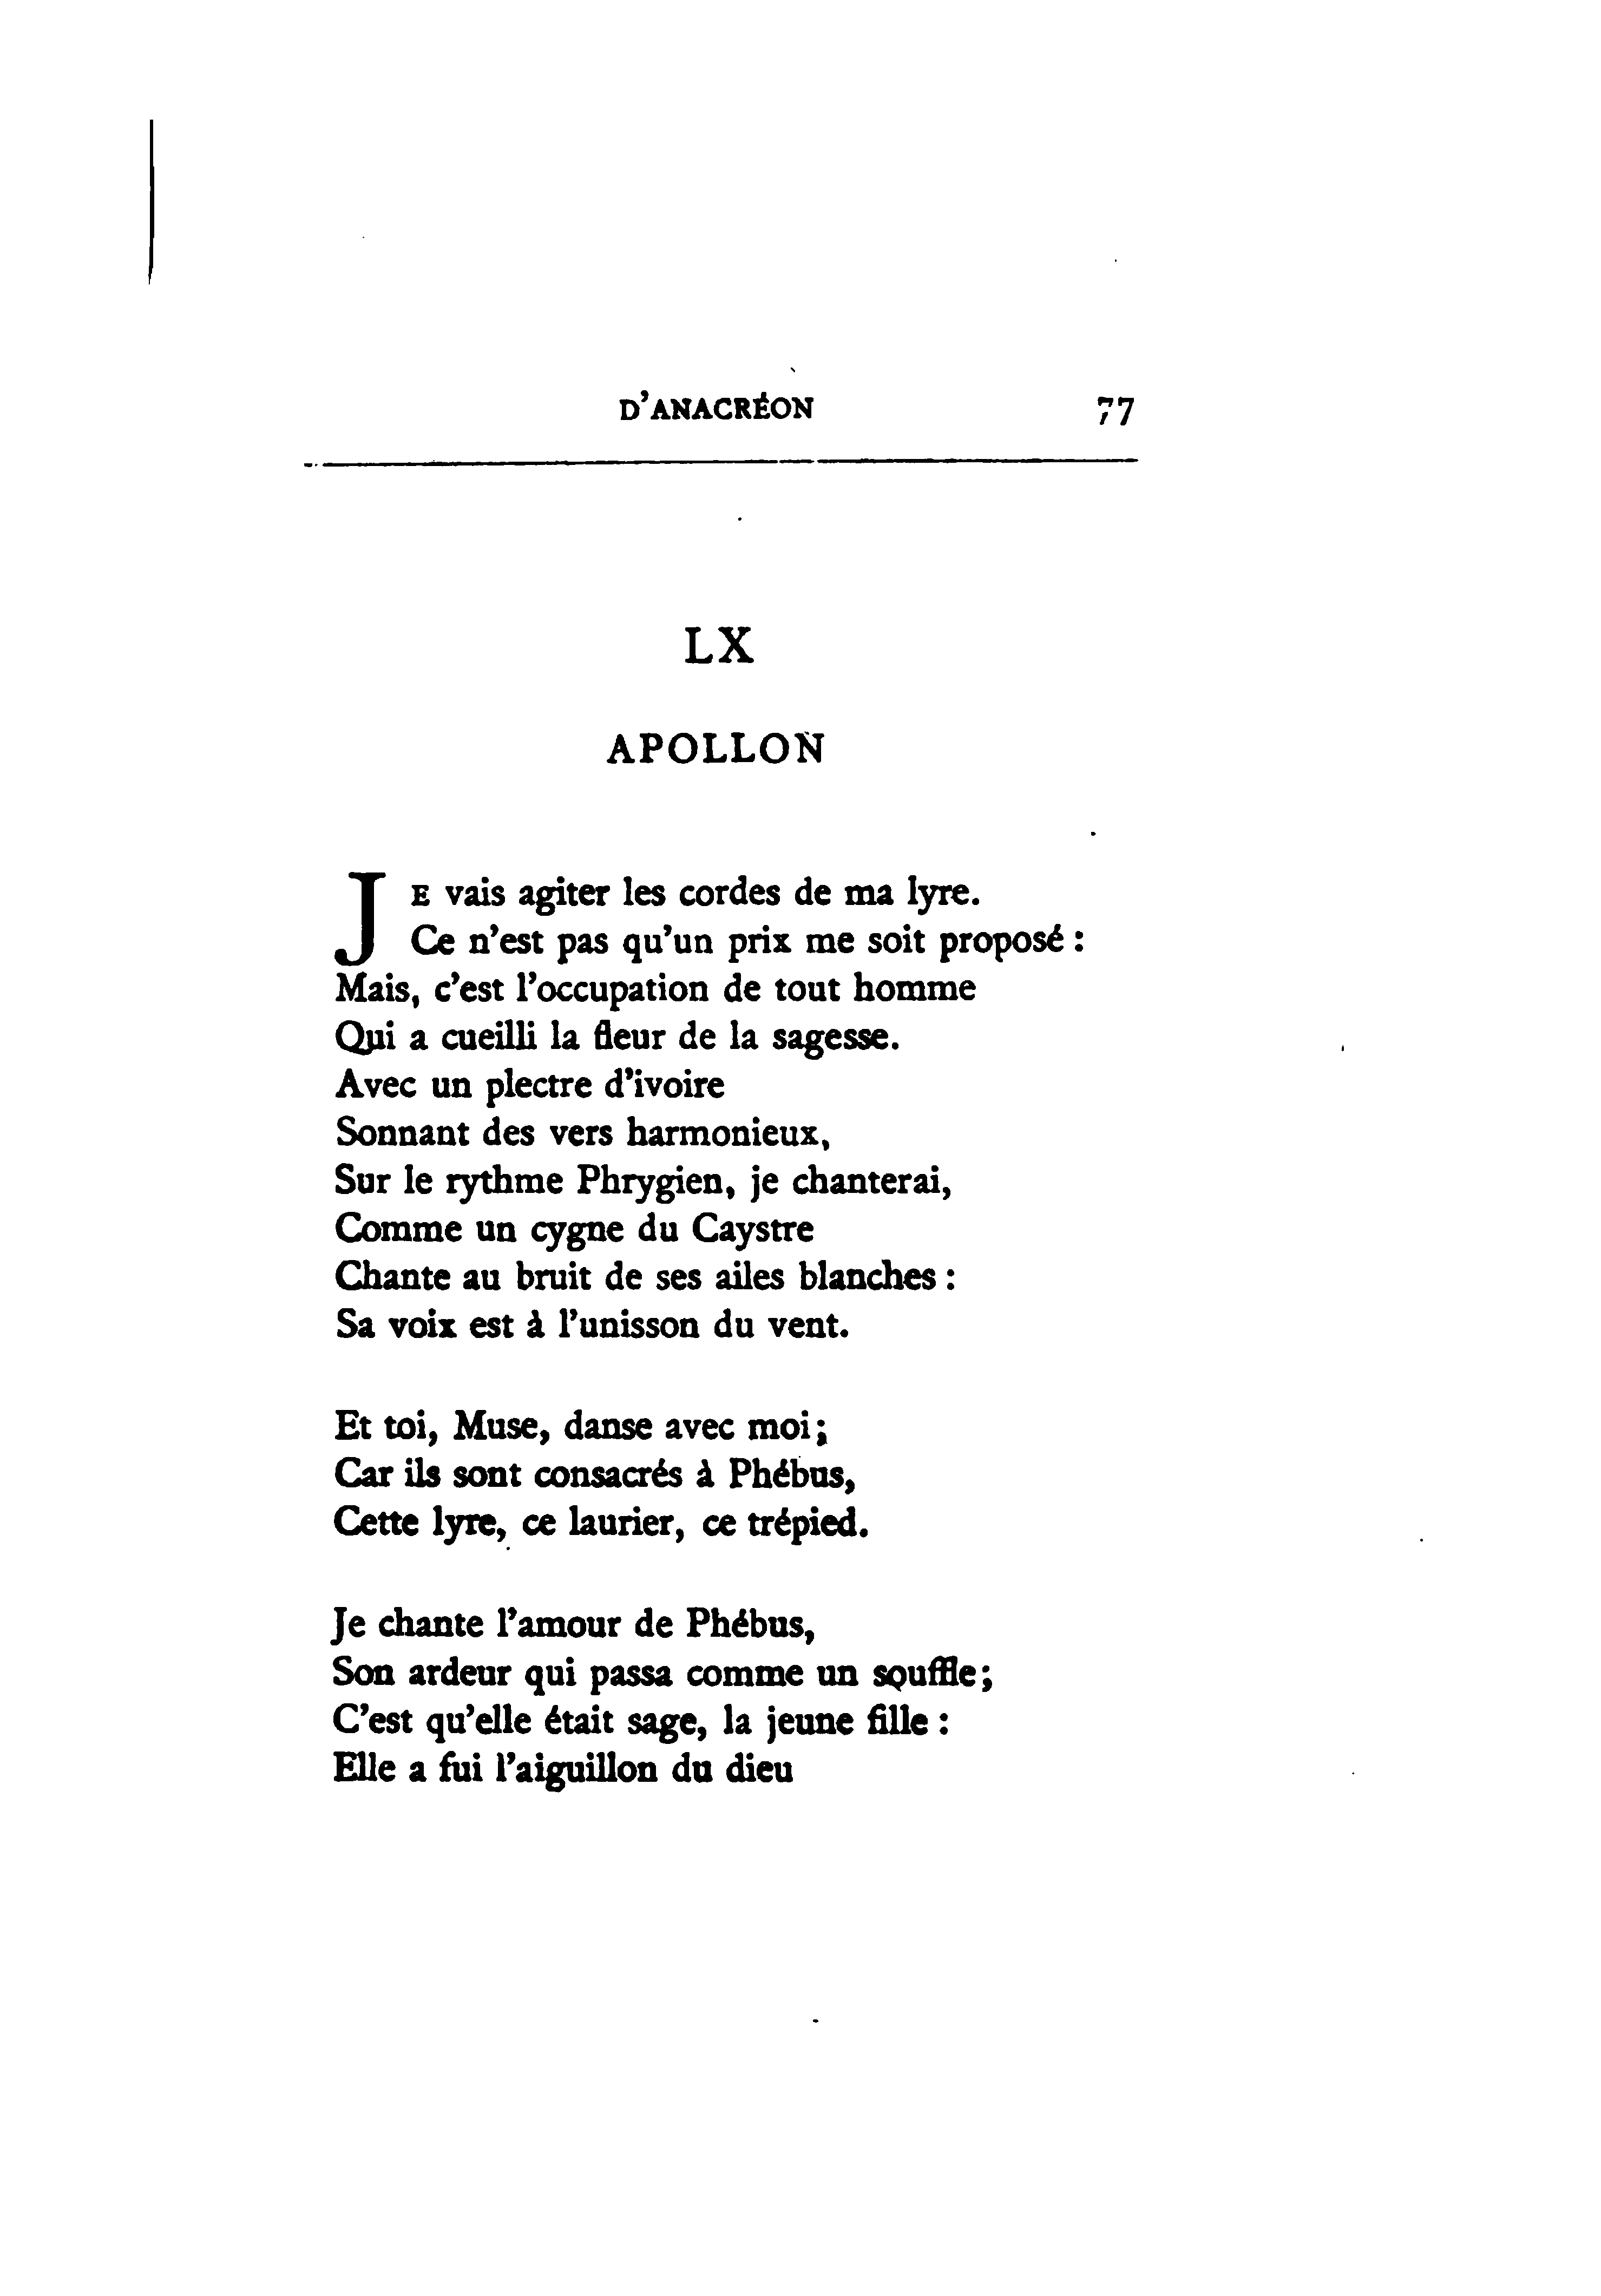 D'ANACRÉON 77
LX
APOLLON
JE vais agiter les cordes de ma lyre.
Ce n'est pas qu'un prix me soit proposé :
Mais, c'est l'occupation de tout homme
Qui a cueilli la fleur de la sagesse.
Avec un plectre d'ivoire
Sonnant des vers harmonieux,
Sur le rythme Phrygien, je chanterai,
Comme un cygne du Caystre
Chante au bruit de ses ailes blanches :
Sa voix est à l'unisson du vent.
Et toi, Muse, danse avec moi ;
Car ils sont consacrés à Phébus,
Cette lyre, ce laurier, ce trépied.
Je chante l'amour de Phébus,
Son ardeur qui passa comme un souffle ;
C'est qu'elle était sage, la jeune fille :
Elle a fui l'aiguillon du dieu